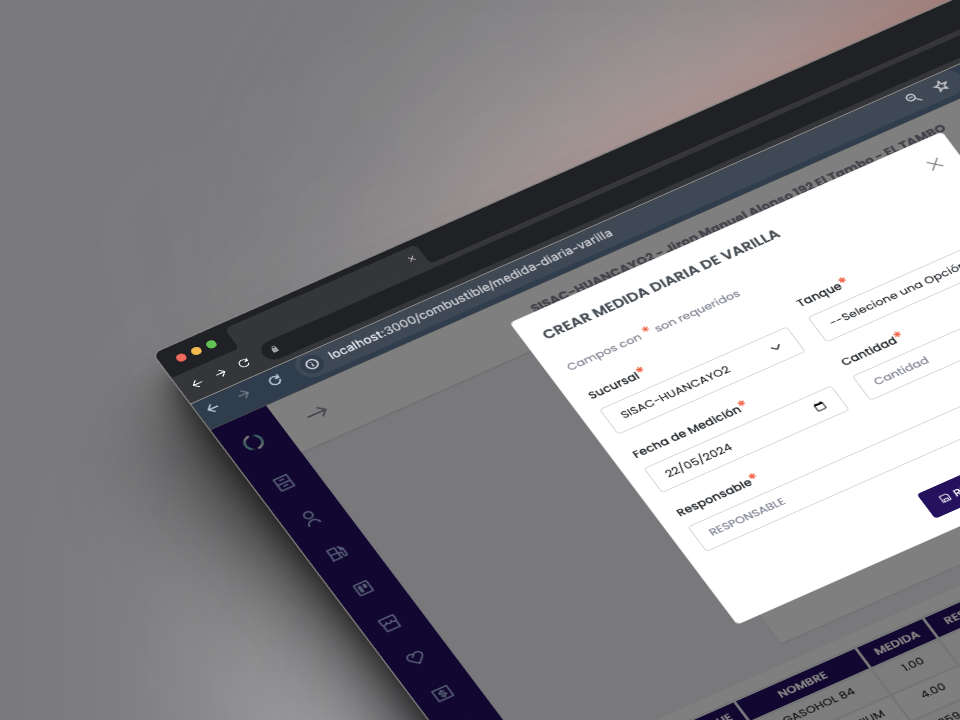 localhost:3000/combustible/medida-diaria-varilla
SISAC-HUANCAYO2 - Jiron Manuel Alonso 192 El Tambo - EL TAMBO
CREAR MEDIDA DIARIA DE VARILLA
Campos con * son requeridos
Sucursal*
SISAC-HUANCAYO2
Tanque*
--Selecione una Opción
Fecha de Medición*
22/05/2024
Cantidad*
Cantidad
Responsable*
RESPONSABLE
NOMBRE
MEDIDA
GASOHOL 84
1.00
4.00